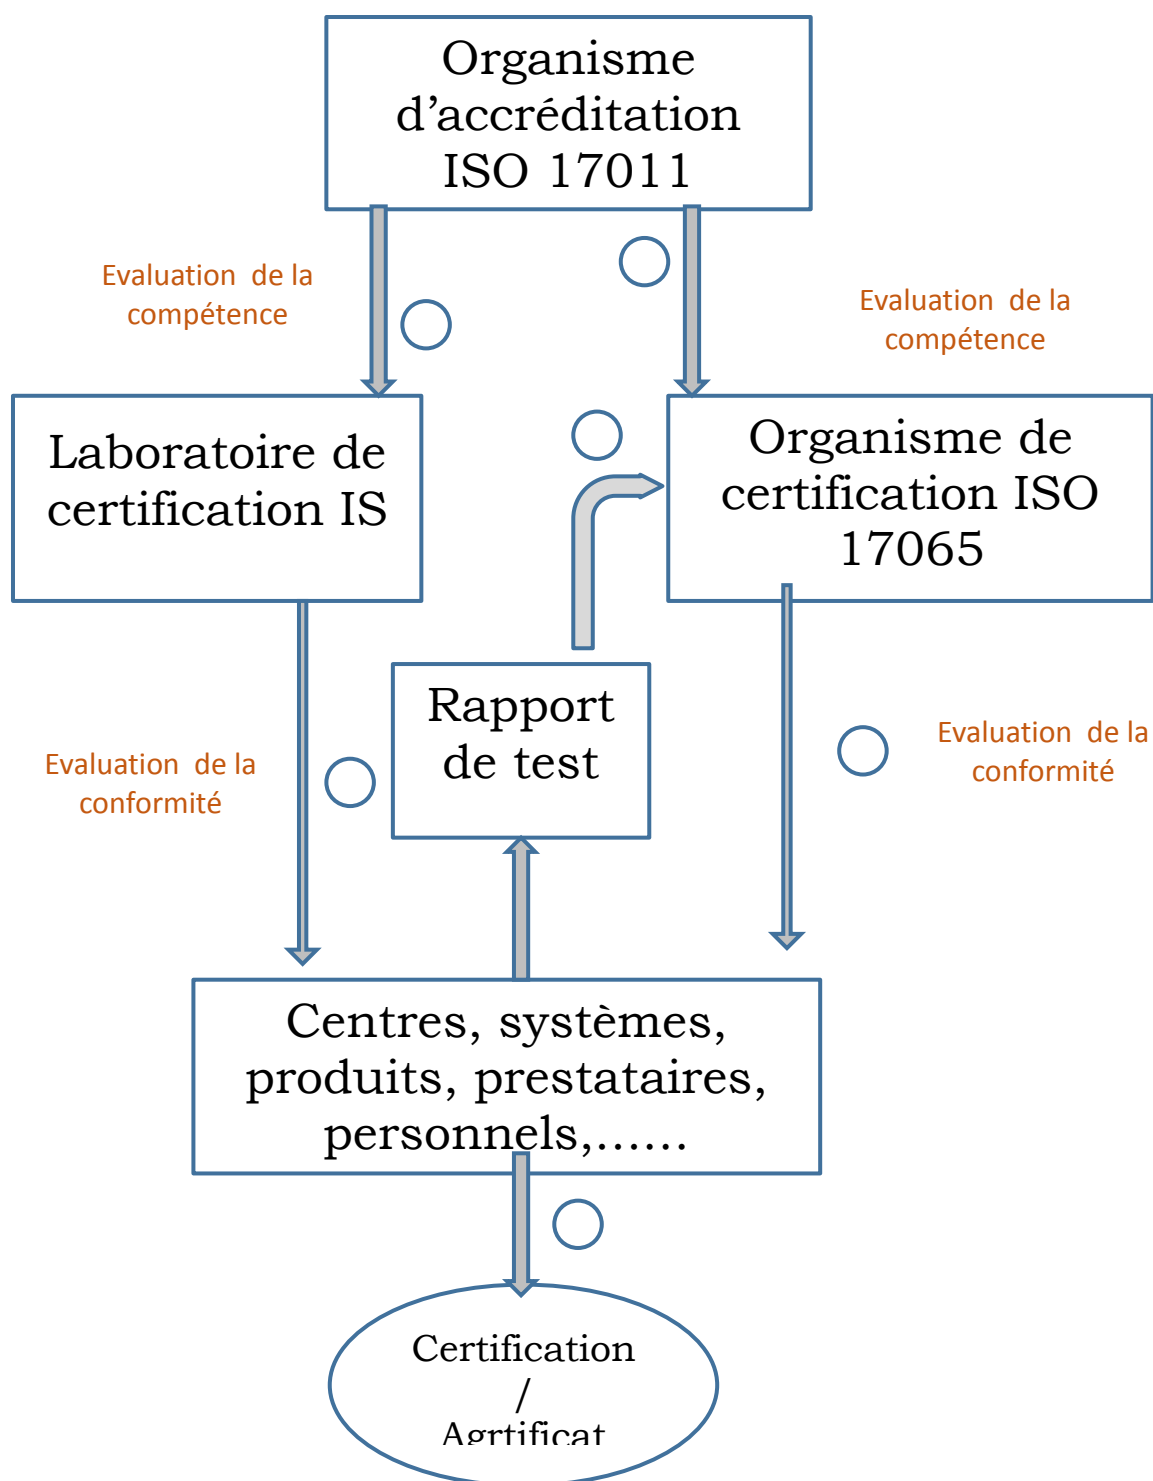 Organisme
d’accréditation
ISO 17011
Evaluation de la
compétence
Evaluation de la
compétence
Laboratoire de
certification IS
Organisme de
certification ISO
17065
Rapport
de test
Evaluation de la
conformité
Evaluation de la
conformité
Centres, systèmes,
produits, prestataires,
personnels,......
Certification
/
Agrtificat